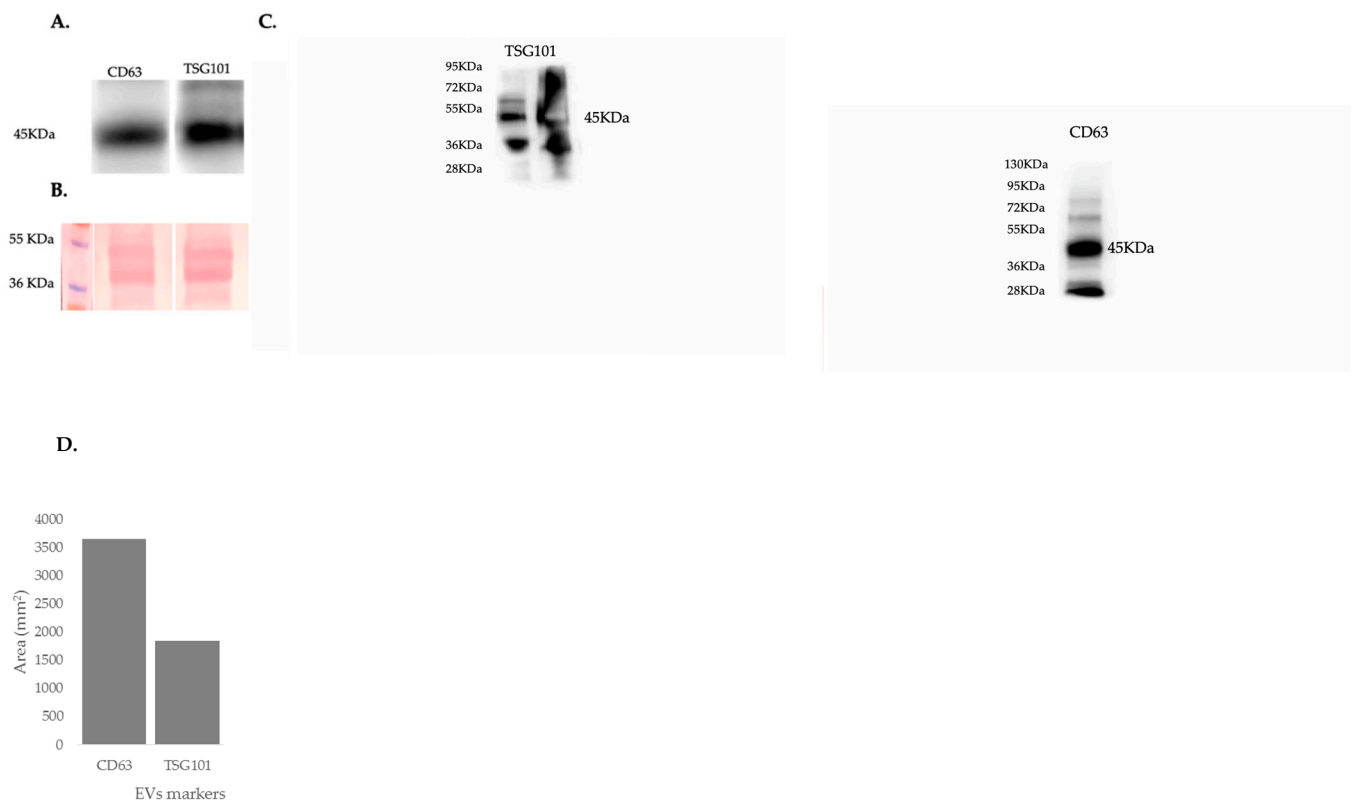 A.
CD63 TSG101
45KDa
B.
55 KDa
36 KDa
C.
TSG101
95KDa
72KDa
55KDa
45KDa
36KDa
28KDa
CD63
130KDa
95KDa
72KDa
55KDa
45KDa
36KDa
28KDa
D.
4000
3500
3000
2500
2000
1500
1000
500
0
Area (mm²)
CD63 TSG101
EVs markers